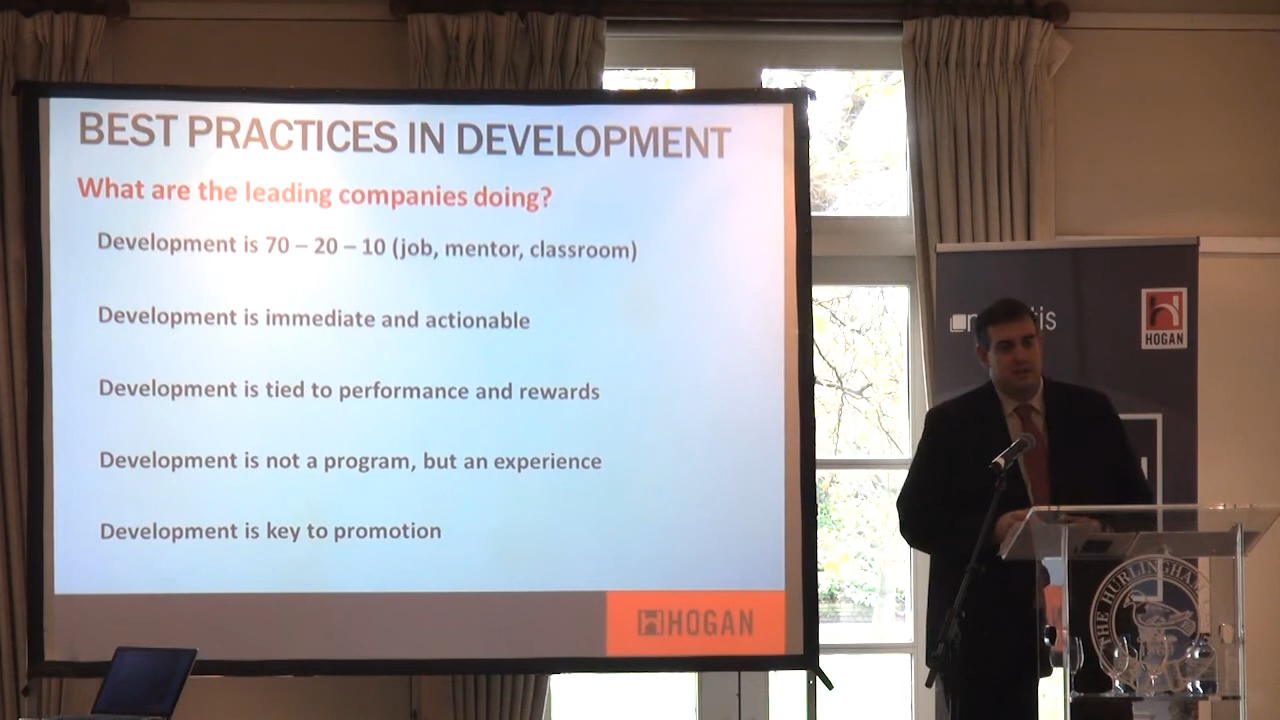 BEST PRACTICES IN DEVELOPMENT
What are the leading companies doing?
Development is 70 – 20 – 10 (job, mentor, classroom)
Development is immediate and actionable
Development is tied to performance and rewards
Development is not a program, but an experience
Development is key to promotion
HOGAN
HOGAN
THE HURLINGHAM